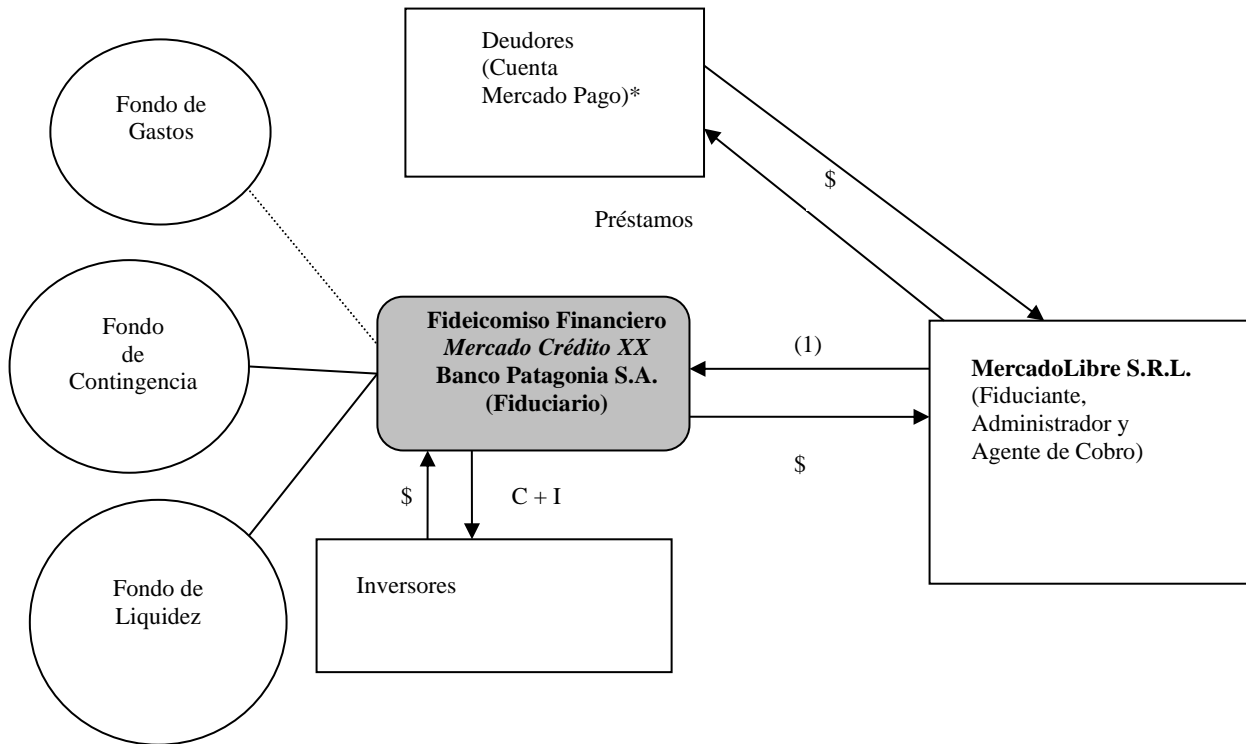 Deudores
(Cuenta
Mercado Pago)*
Fondo de
Gastos
$
Préstamos
Fondo
de
Contingencia
Fideicomiso Financiero
Mercado Crédito XX
Banco Patagonia S.A.
(Fiduciario)
(1)
MercadoLibre S.R.L.
(Fiduciante,
Administrador y
Agente de Cobro)
$
$
C + I
Fondo de
Liquidez
Inversores